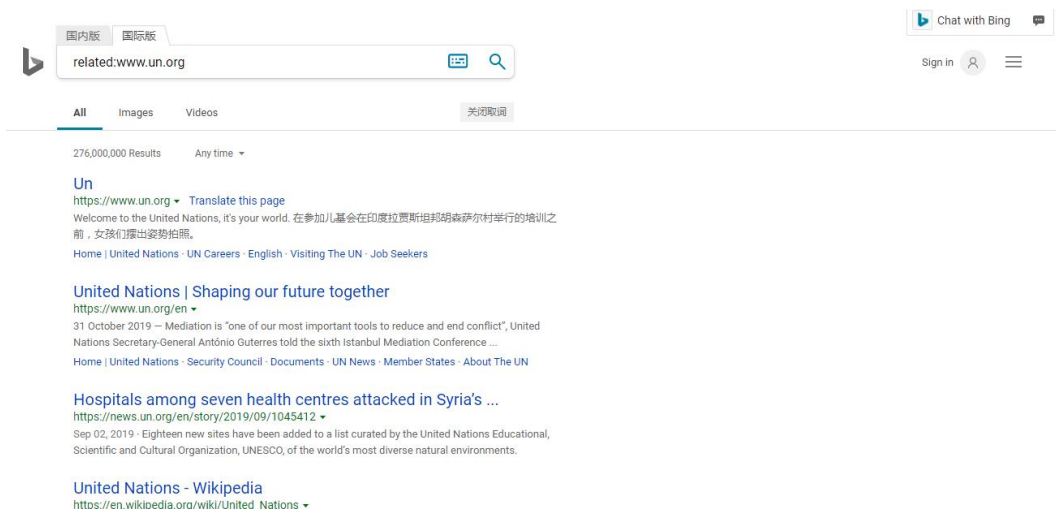 Chat with Bing
国内版 国际版
related:www.un.org
Sign in
All Images Videos 关闭取词
276,000,000 Results Any time
Un
https://www.un.org Translate this page
Welcome to the United Nations, it's your world. 在参加儿基会在印度拉贾斯坦邦胡森萨尔村举行的培训之
前，女孩们摆出姿势拍照。
Home | United Nations · UN Careers · English · Visiting The UN · Job Seekers
United Nations | Shaping our future together
https://www.un.org/en
31 October 2019 — Mediation is “one of our most important tools to reduce and end conflict”, United
Nations Secretary-General António Guterres told the sixth Istanbul Mediation Conference ...
Home | United Nations · Security Council · Documents · UN News · Member States · About The UN
Hospitals among seven health centres attacked in Syria’s ...
https://news.un.org/en/story/2019/09/1045412
Sep 02, 2019 · Eighteen new sites have been added to a list curated by the United Nations Educational,
Scientific and Cultural Organization, UNESCO, of the world’s most diverse natural environments.
United Nations - Wikipedia
https://en.wikipedia.org/wiki/United_Nations